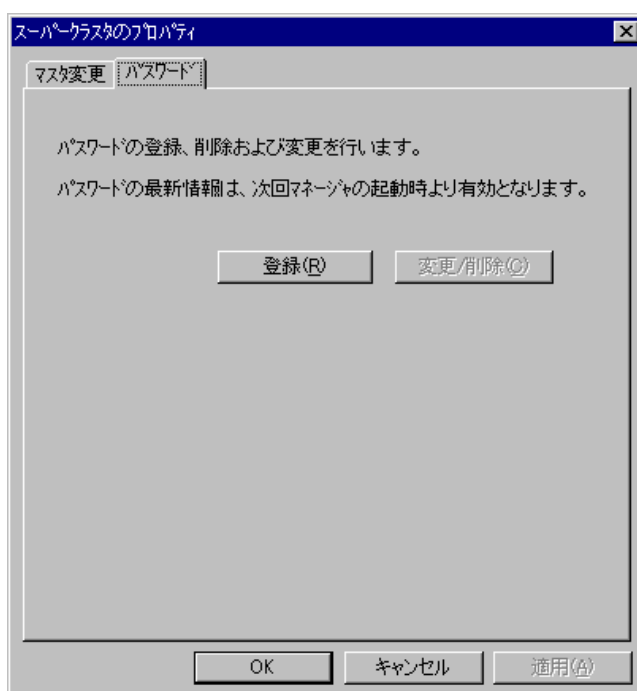 スーパークラスタのプロパティ
マスタ変更 パスワード
パスワードの登録、削除および変更を行います。
パスワードの最新情報は、次回マネージャの起動時より有効となります。
登録(R) 変更/削除(C)
OK キャンセル 適用(A)